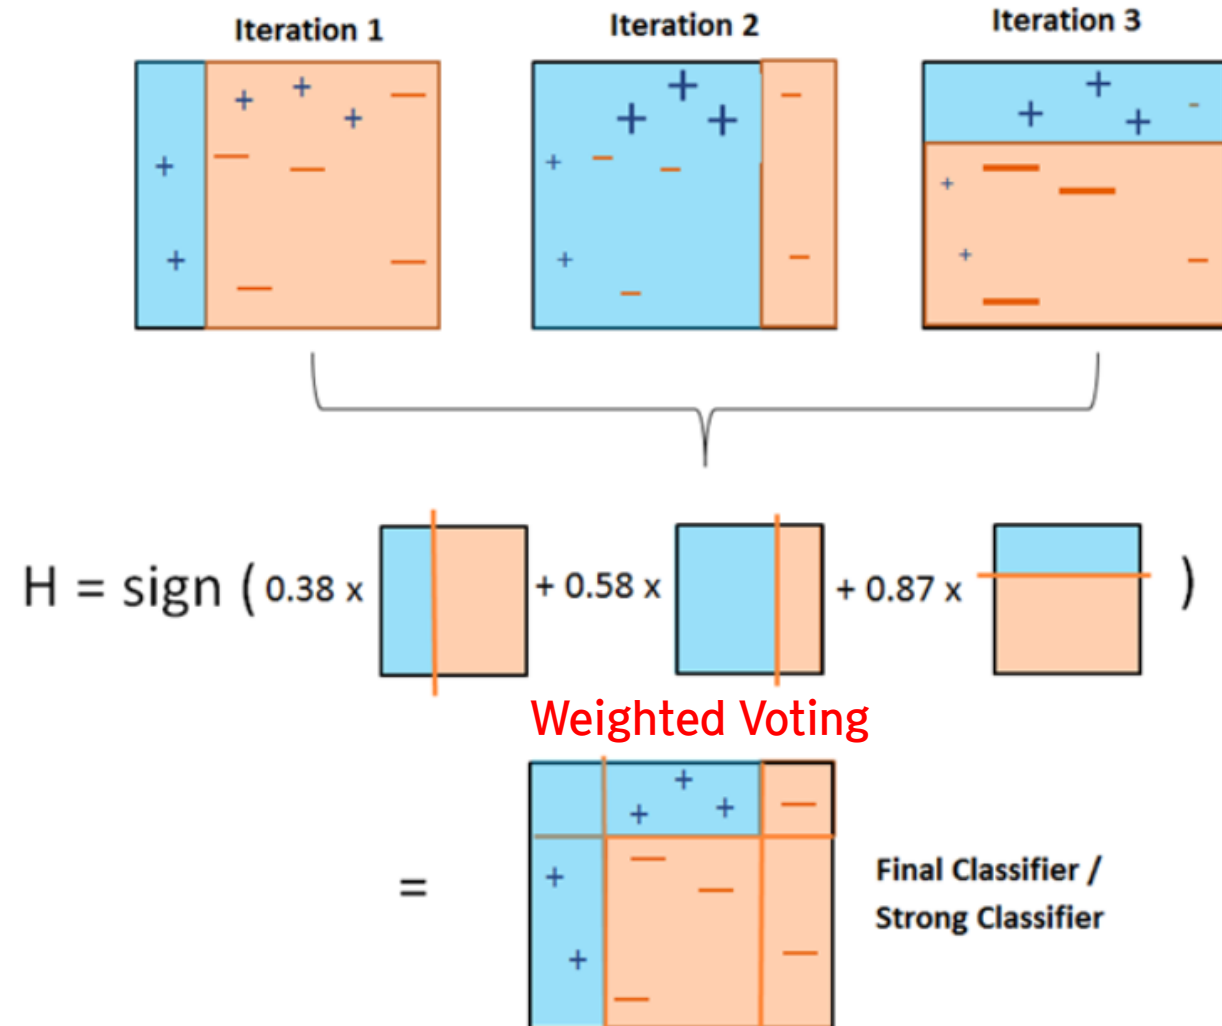 Iteration 1
Iteration 2
Iteration 3
H = sign ( 0.38 x + 0.58 x + 0.87 x )
Weighted Voting
=
Final Classifier /
Strong Classifier